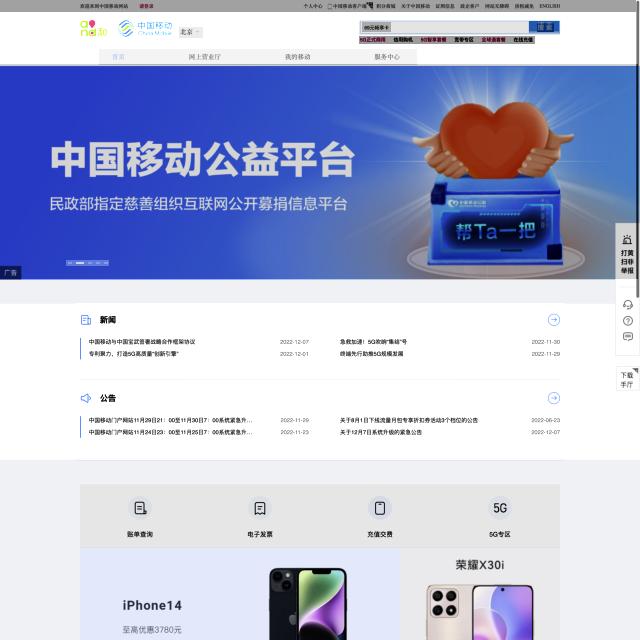 欢迎来到中国移动网站 请登录 个人中心 中国移动客户端 积分商城 关于中国移动 政企客户 网站无障碍 ENGLISH
and 和 中国移动 China Mobile 北京
搜索
5G正式商用 信用购机 5G智享套餐 宽带专区 全球通套餐 在线充值
首页 网上营业厅 我的移动 服务中心
中国移动公益平台
民政部指定慈善组织互联网公开募捐信息平台
中国移动公益
帮Ta一把
广告
打黄
扫非
举报
下载
手厅
新闻
中国移动与中国宝武签署战略合作框架协议 2022-12-07
急救加速！5G吹响“集结”号 2022-11-30
专利聚力，打造5G高质量“创新引擎” 2022-12-01
终端先行助推5G规模发展 2022-11-29
公告
中国移动门户网站11月29日21：00至11月30日7：00系统紧急升... 2022-11-29
关于8月1日下线流量月包专享折扣券活动3个档位的公告 2022-06-23
中国移动门户网站11月24日23：00至11月25日7：00系统紧急升... 2022-11-23
关于12月7日系统升级的紧急公告 2022-12-07
5G
账单查询 电子发票 充值交费 5G专区
iPhone14
至高优惠3780元
荣耀X30i